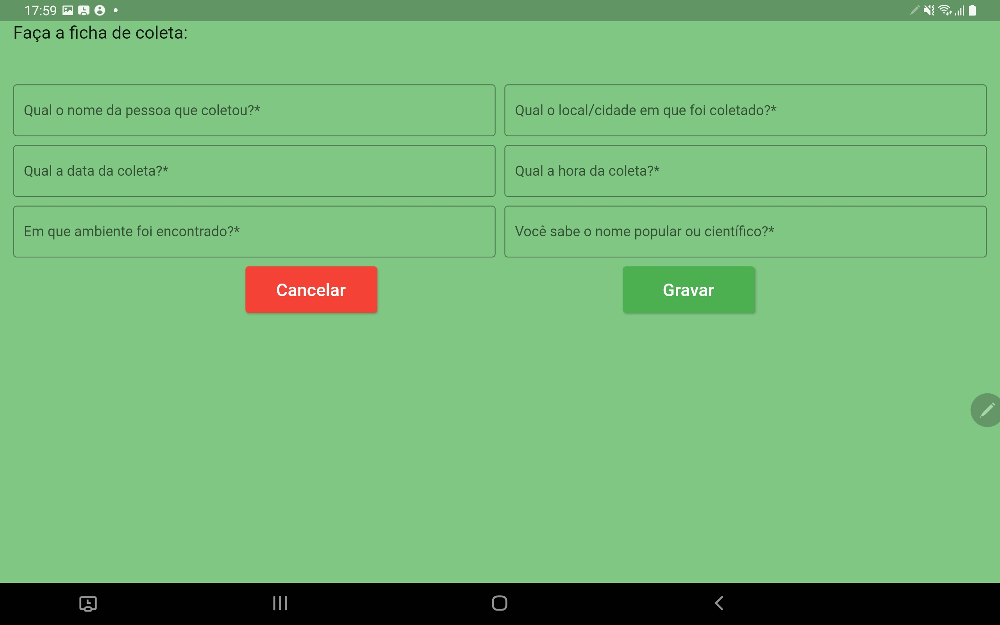 17:59
Faça a ficha de coleta:
Qual o nome da pessoa que coletou?*
Qual o local/cidade em que foi coletado?*
Qual a data da coleta?*
Qual a hora da coleta?*
Em que ambiente foi encontrado?*
Você sabe o nome popular ou científico?*
Cancelar
Gravar